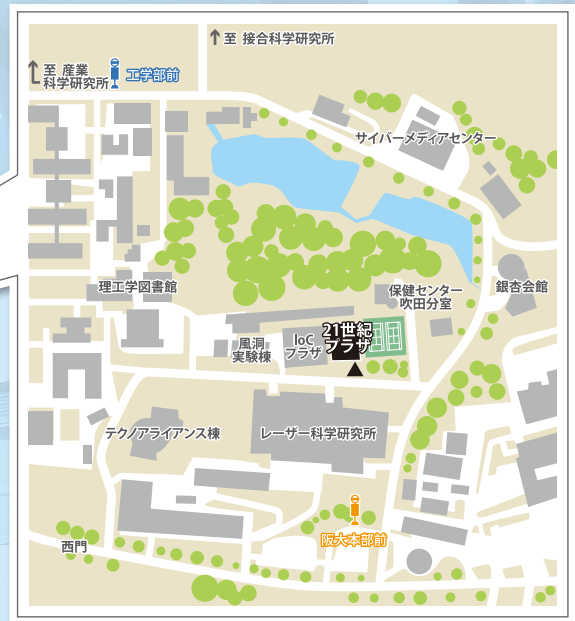 ↑ 至 接合科学研究所
至 産業
科学研究所
工学部前
サイバーメディアセンター
理工学図書館
保健センター
吹田分室
銀杏会館
21世紀
プラザ
IoC
プラザ
風洞
実験棟
テクノアライアンス棟
レーザー科学研究所
阪大本部前
西門